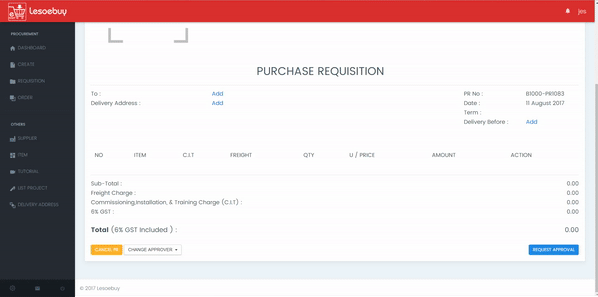 Lesoebuy
jes
PROCUREMENT
DASHBOARD
CREATE
REQUISITION
ORDER
OTHERS
SUPPLIER
ITEM
TUTORIAL
LIST PROJECT
DELIVERY ADDRESS
PURCHASE REQUISITION
To : Add
Delivery Address : Add
PR No : B1000-PR1083
Date : 11 August 2017
Term :
Delivery Before : Add
NO ITEM C.I.T FREIGHT QTY U / PRICE AMOUNT ACTION
Sub-Total : 0.00
Freight Charge : 0.00
Commissioning,Installation, & Training Charge (C.I.T) : 0.00
6% GST : 0.00
Total (6% GST Included ) : 0.00
CANCEL PR CHANGE APPROVER REQUEST APPROVAL
© 2017 Lesoebuy